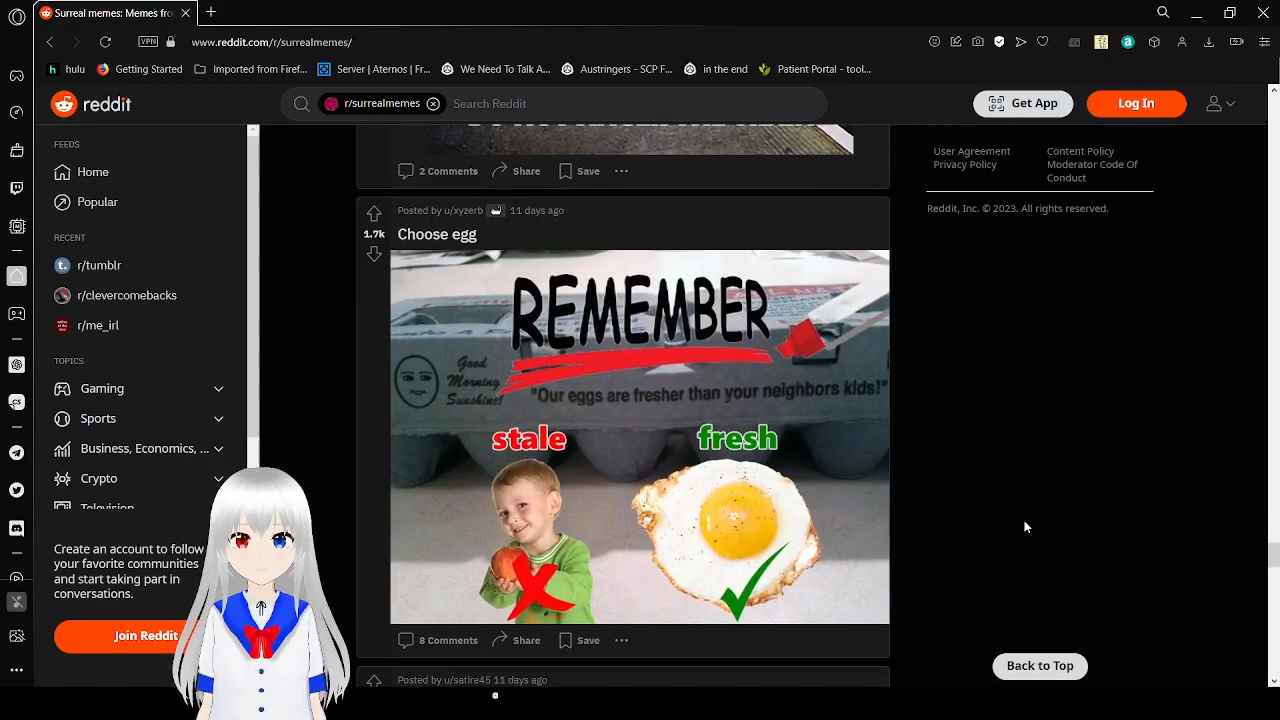 Surreal memes: Memes fro
VPN
www.reddit.com/r/surrealmemes/
hulu
Getting Started
Imported from Firef...
Server | Aternos | Fr...
We Need To Talk A...
Austringers - SCP F...
in the end
Patient Portal - tool...
reddit
r/surrealmemes
Search Reddit
Get App
Log In
FEEDS
Home
Popular
RECENT
r/tumblr
r/clevercomebacks
r/me_irl
TOPICS
Gaming
Sports
Business, Economics, ...
Crypto
Television
Create an account to follow
your favorite communities
and start taking part in
conversations.
Join Reddit
2 Comments
Share
Save
Posted by u/xyzerb 11 days ago
1.7k
Choose egg
REMEMBER
Good
Morning
Sunshine!
"Our eggs are fresher than your neighbors kids!"
stale
fresh
8 Comments
Share
Save
Posted by u/satire45 11 days ago
User Agreement
Privacy Policy
Content Policy
Moderator Code Of
Conduct
Reddit, Inc. © 2023. All rights reserved.
Back to Top